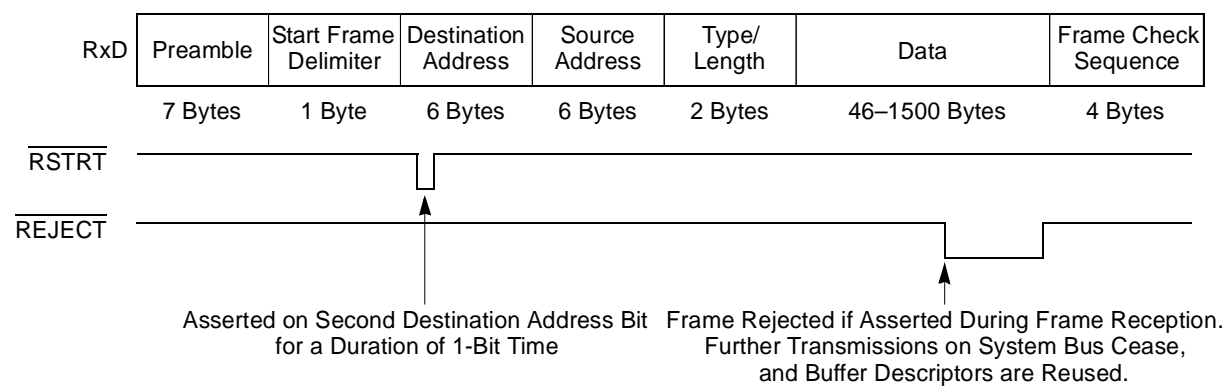 RxD
Preamble
Start Frame
Delimiter
Destination
Address
Source
Address
Type/
Length
Data
Frame Check
Sequence
7 Bytes
1 Byte
6 Bytes
6 Bytes
2 Bytes
46–1500 Bytes
4 Bytes
RSTRT
REJECT
Asserted on Second Destination Address Bit
for a Duration of 1-Bit Time
Frame Rejected if Asserted During Frame Reception.
Further Transmissions on System Bus Cease,
and Buffer Descriptors are Reused.